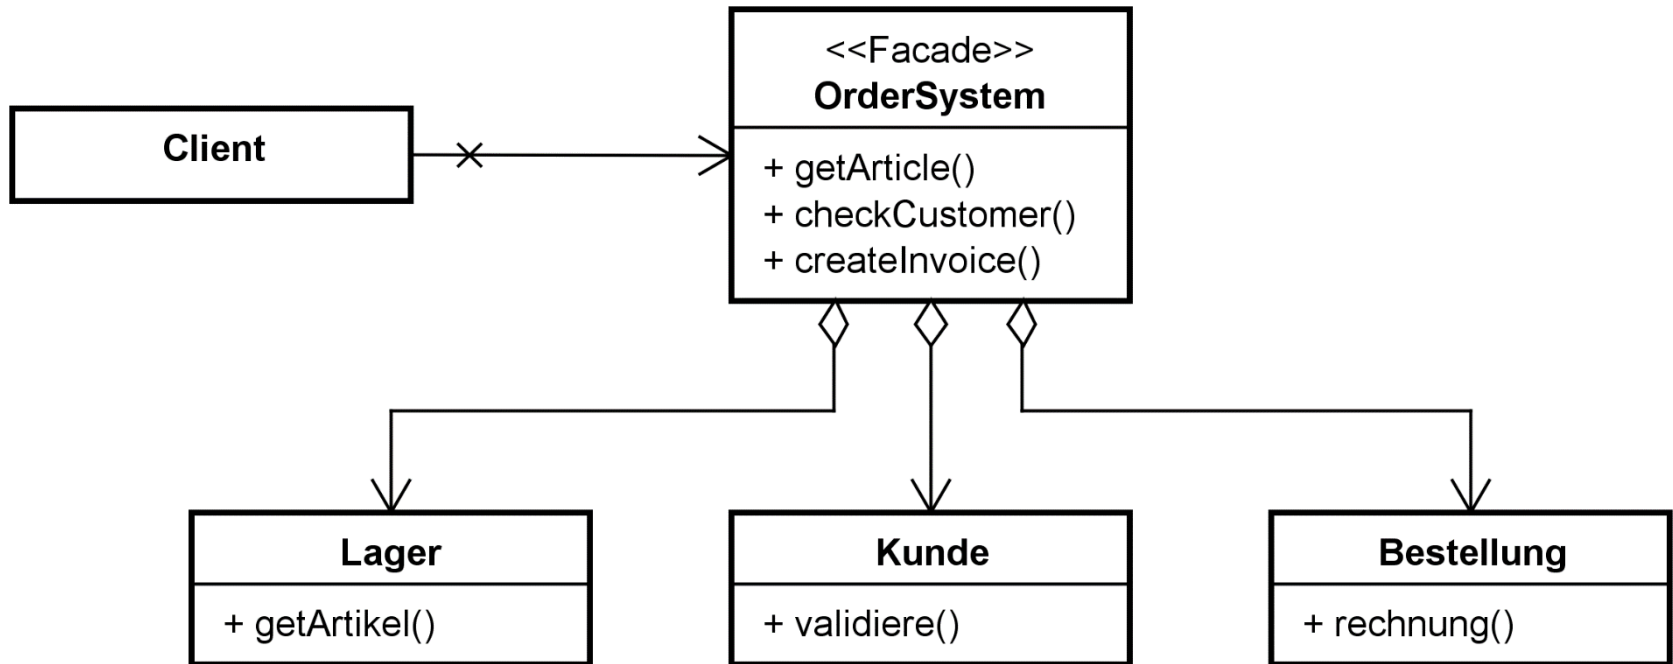 <<Facade>>
OrderSystem
Client
+ getArticle()
+ checkCustomer()
+ createInvoice()
Lager
+ getArtikel()
Kunde
+ validiere()
Bestellung
+ rechnung()